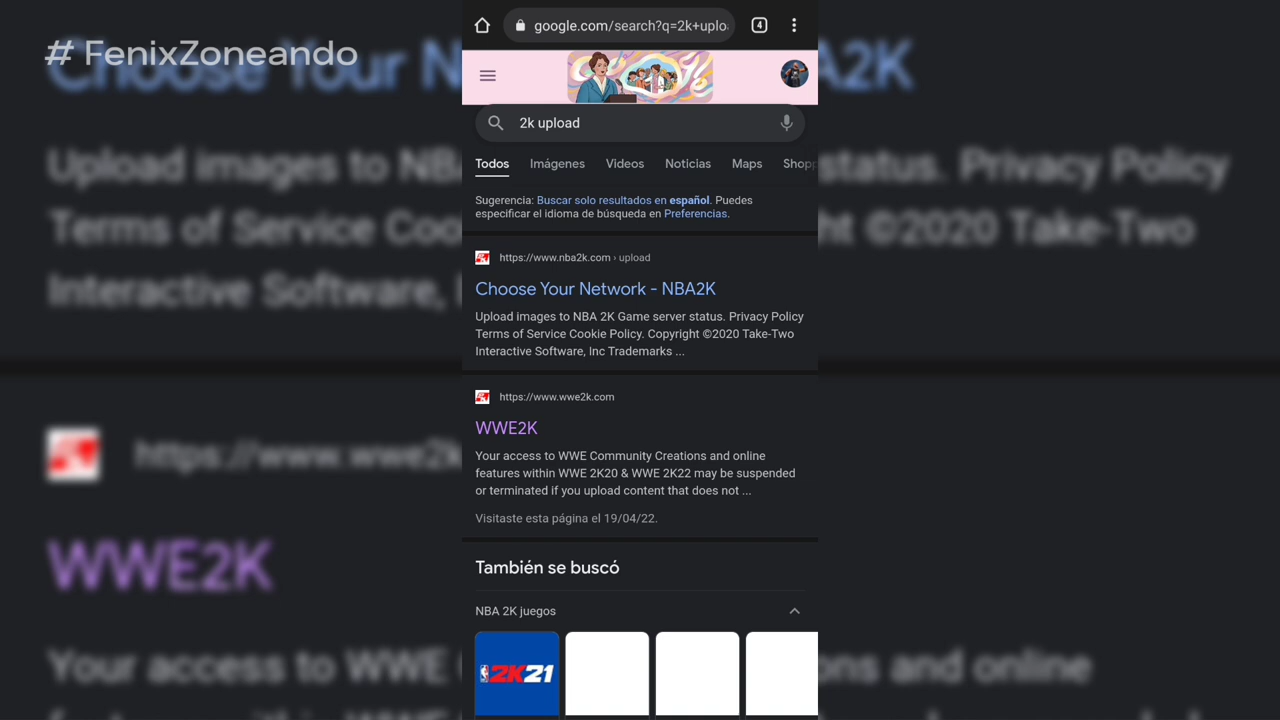 # FenixZoneando
google.com/search?q=2k+uplo
4
2k upload
Todos Imágenes Videos Noticias Maps Shopp
Sugerencia: Buscar solo resultados en español. Puedes
especificar el idioma de búsqueda en Preferencias.
https://www.nba2k.com › upload
Choose Your Network - NBA2K
Upload images to NBA 2K Game server status. Privacy Policy
Terms of Service Cookie Policy. Copyright ©2020 Take-Two
Interactive Software, Inc Trademarks ...
https://www.wwe2k.com
WWE2K
Your access to WWE Community Creations and online
features within WWE 2K20 & WWE 2K22 may be suspended
or terminated if you upload content that does not ...
Visitaste esta página el 19/04/22.
También se buscó
NBA 2K juegos
2K21